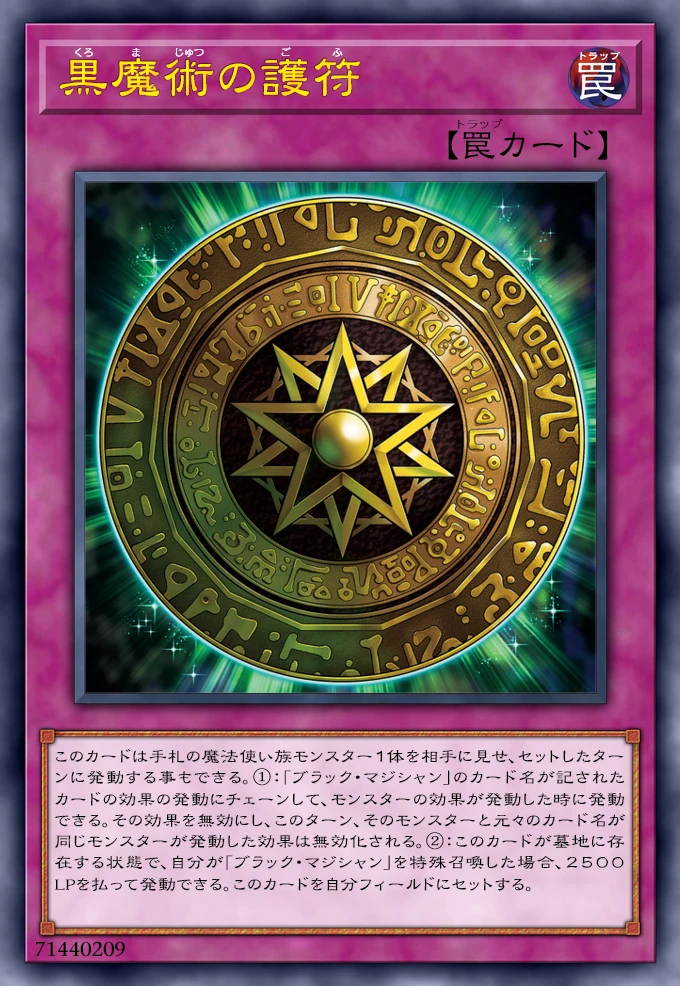 くろ ま じゅつ ご ふ
黒魔術の護符
トラップ
罠
トラップ
【罠カード】
このカードは手札の魔法使い族モンスター1体を相手に見せ、セットしたター
ンに発動する事もできる。①:「ブラック・マジシャン」のカード名が記された
カードの効果の発動にチェーンして、モンスターの効果が発動した時に発動
できる。その効果を無効にし、このターン、そのモンスターと元々のカード名が
同じモンスターが発動した効果は無効化される。②:このカードが墓地に存
在する状態で、自分が「ブラック・マジシャン」を特殊召喚した場合、2500
LPを払って発動できる。このカードを自分フィールドにセットする。
71440209